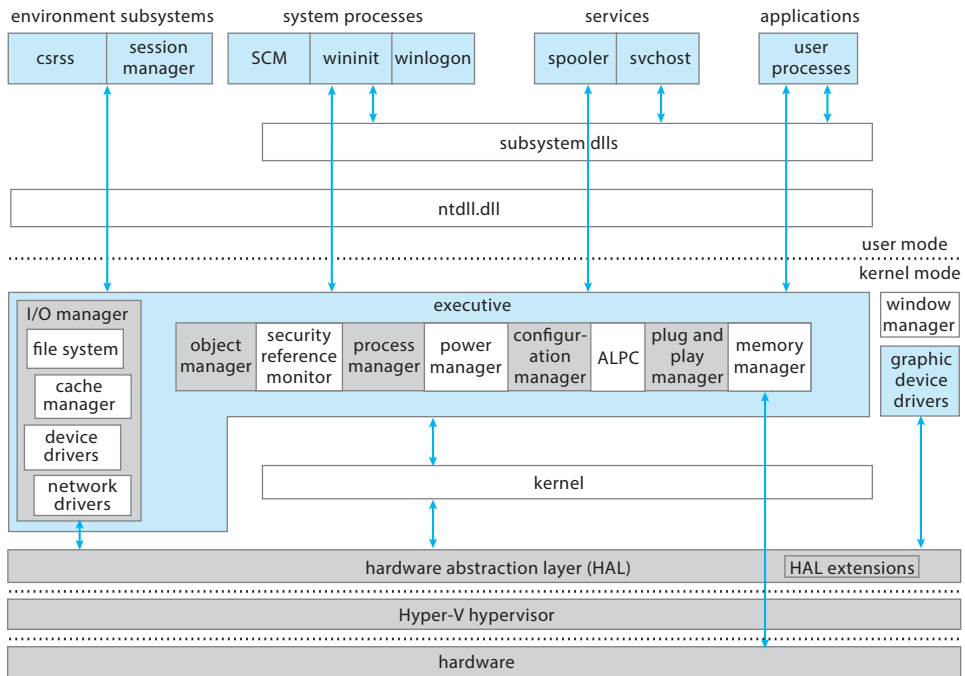 environment subsystems
system processes
services
applications
csrss
session
manager
SCM
wininit
winlogon
spooler
svchost
user
processes
subsystem dlls
ntdll.dll
user mode
kernel mode
executive
I/O manager
file system
cache
manager
device
drivers
network
drivers
object
manager
security
reference
monitor
process
manager
power
manager
configur-
ation
manager
ALPC
plug and
play
manager
memory
manager
window
manager
graphic
device
drivers
kernel
hardware abstraction layer (HAL)
HAL extensions
Hyper-V hypervisor
hardware